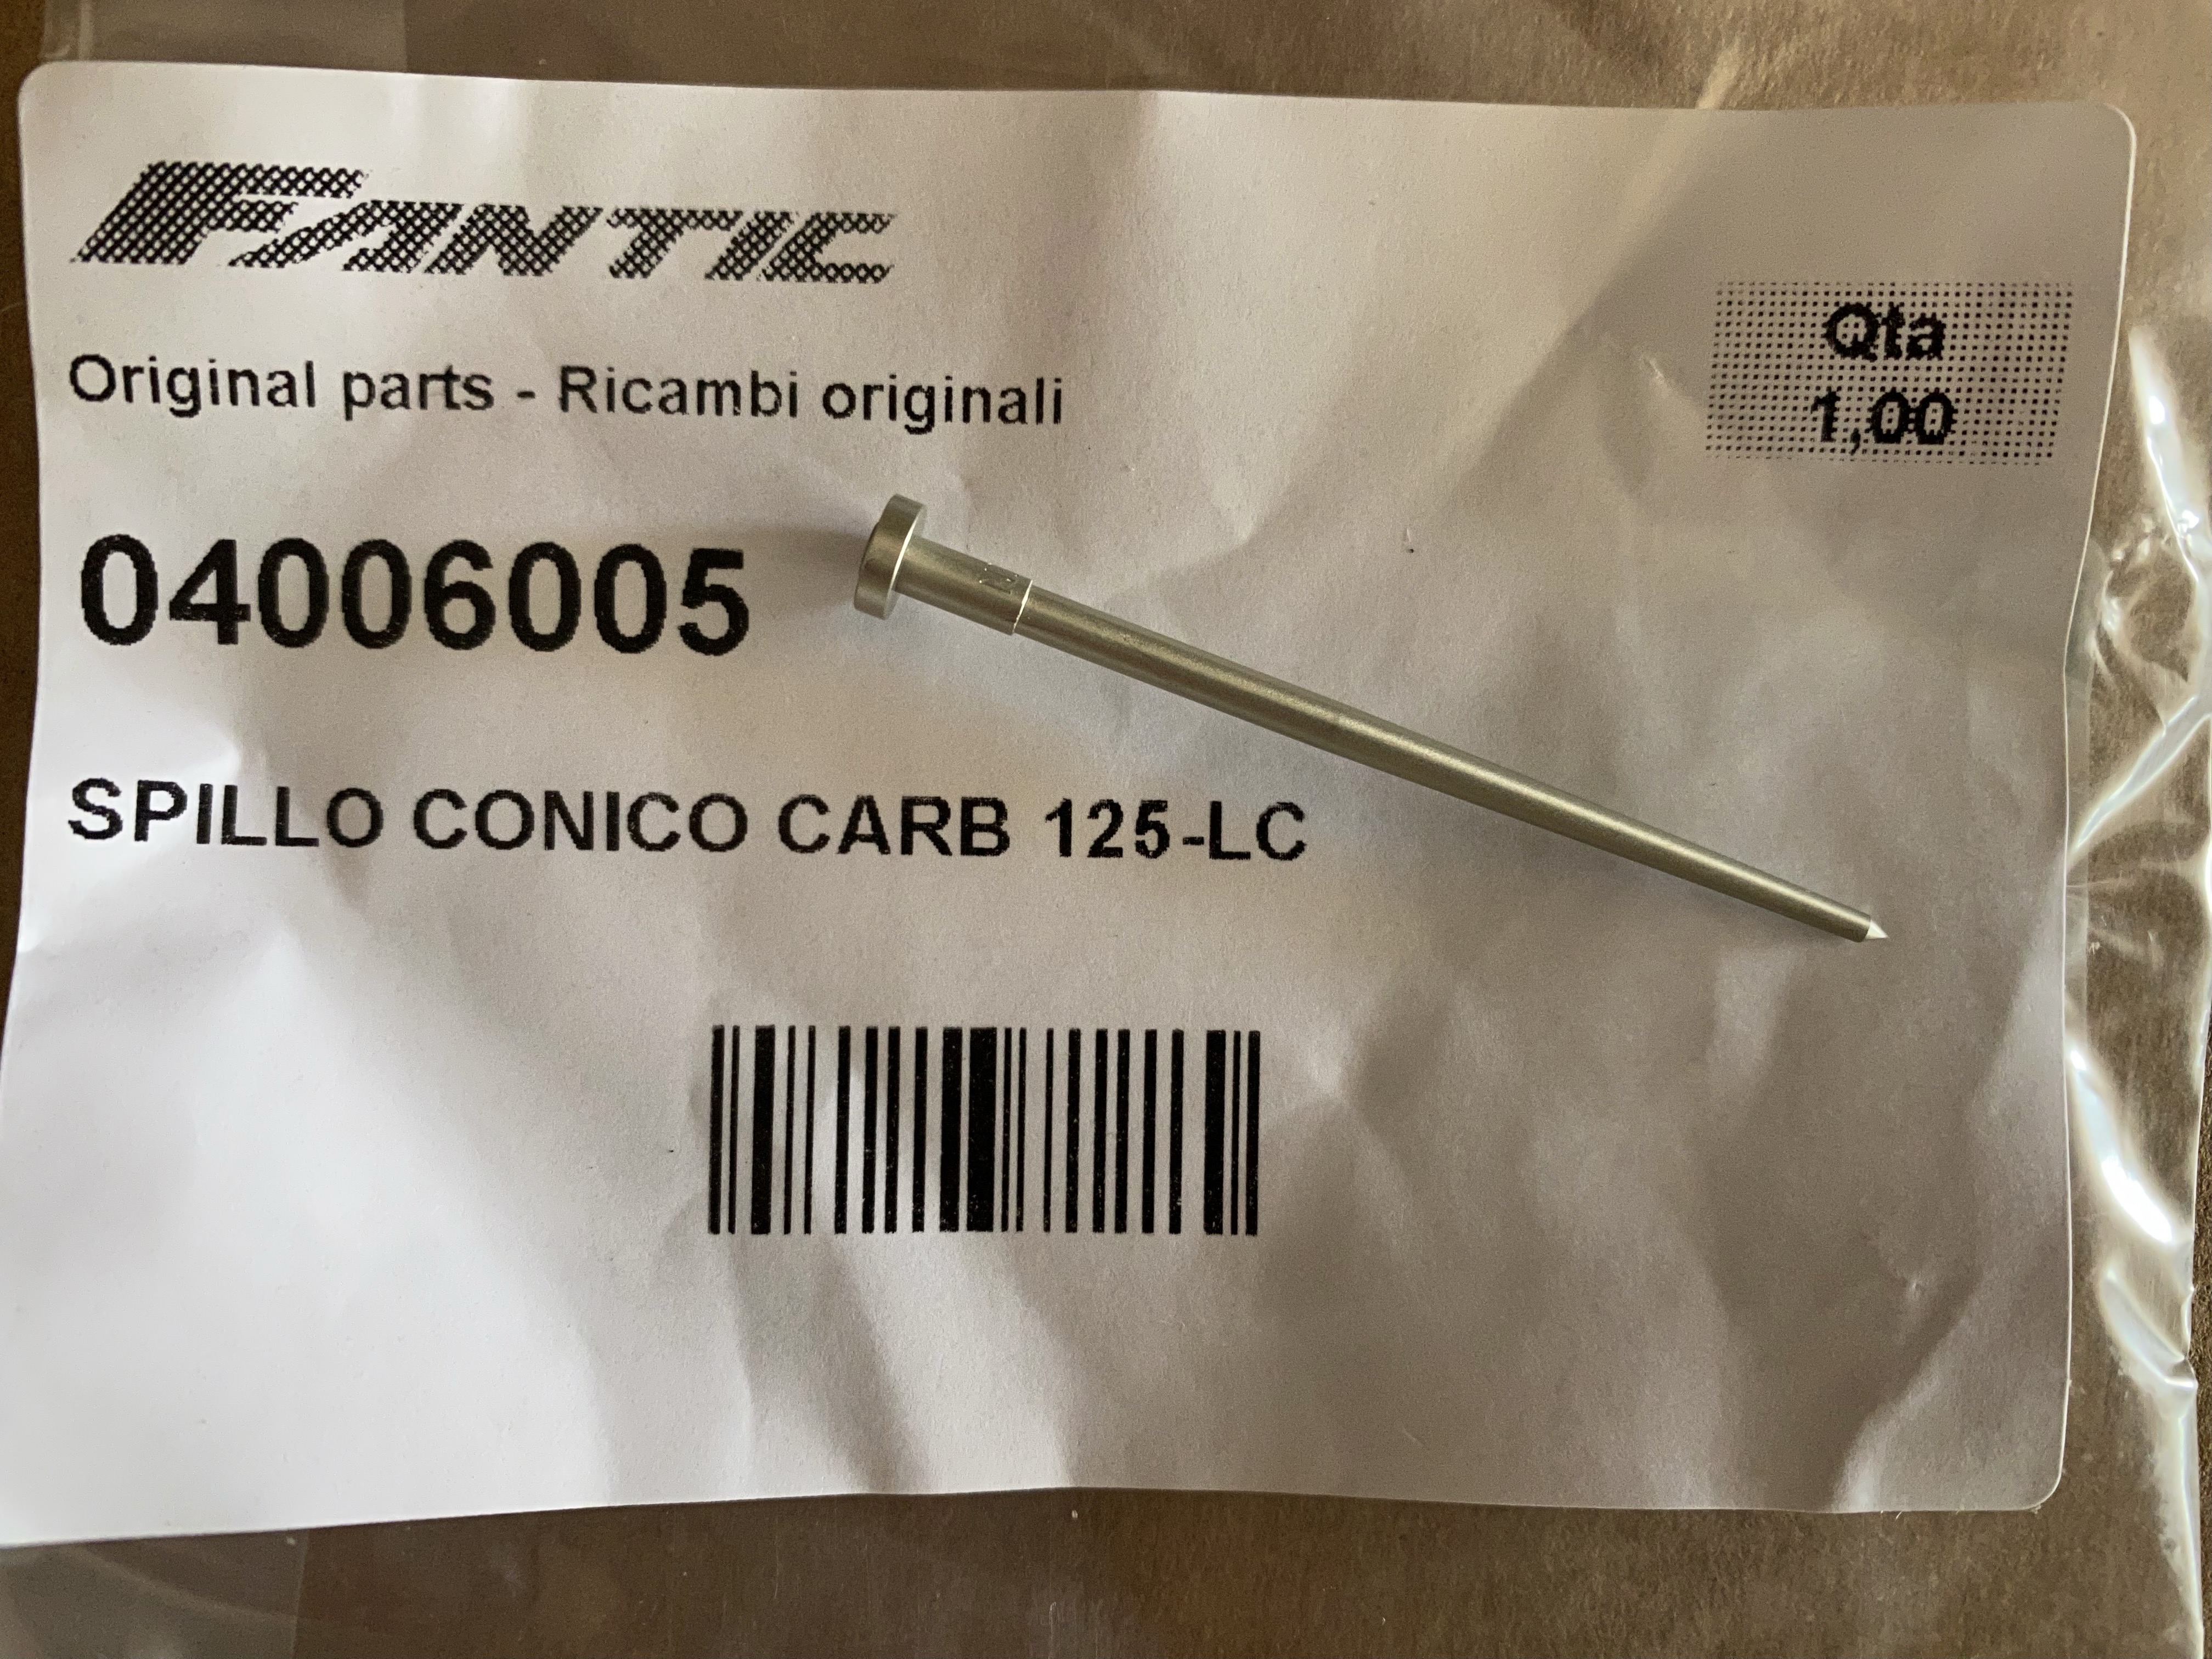 FANTIC
Original parts - Ricambi originali
Qta
1,00
04006005
SPILLO CONICO CARB 125-LC